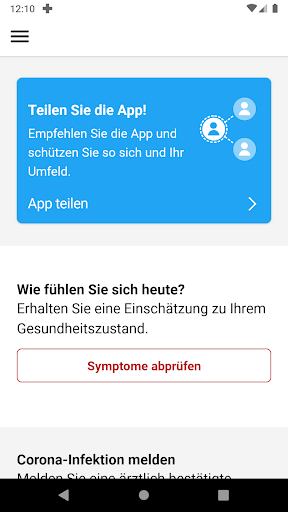 12:10
Teilen Sie die App!
Empfehlen Sie die App und
schützen Sie so sich und Ihr
Umfeld.
App teilen
Wie fühlen Sie sich heute?
Erhalten Sie eine Einschätzung zu Ihrem
Gesundheitszustand.
Symptome abprüfen
Corona-Infektion melden
Melden Sie eine ärztlich bestätigte